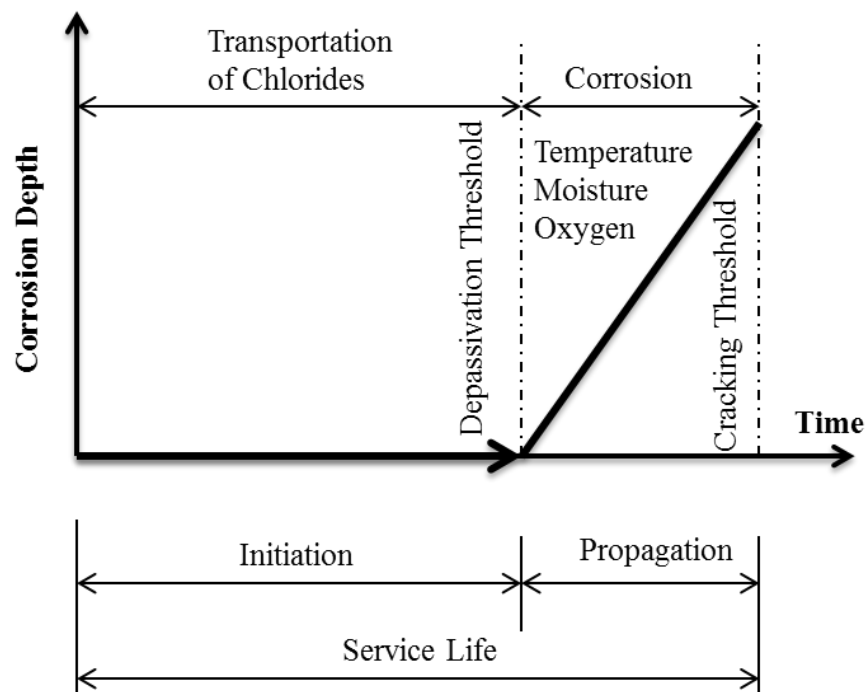 Transportation
of Chlorides
Corrosion
Temperature
Moisture
Oxygen
Depassivation Threshold
Cracking Threshold
Corrosion Depth
Time
Initiation
Propagation
Service Life